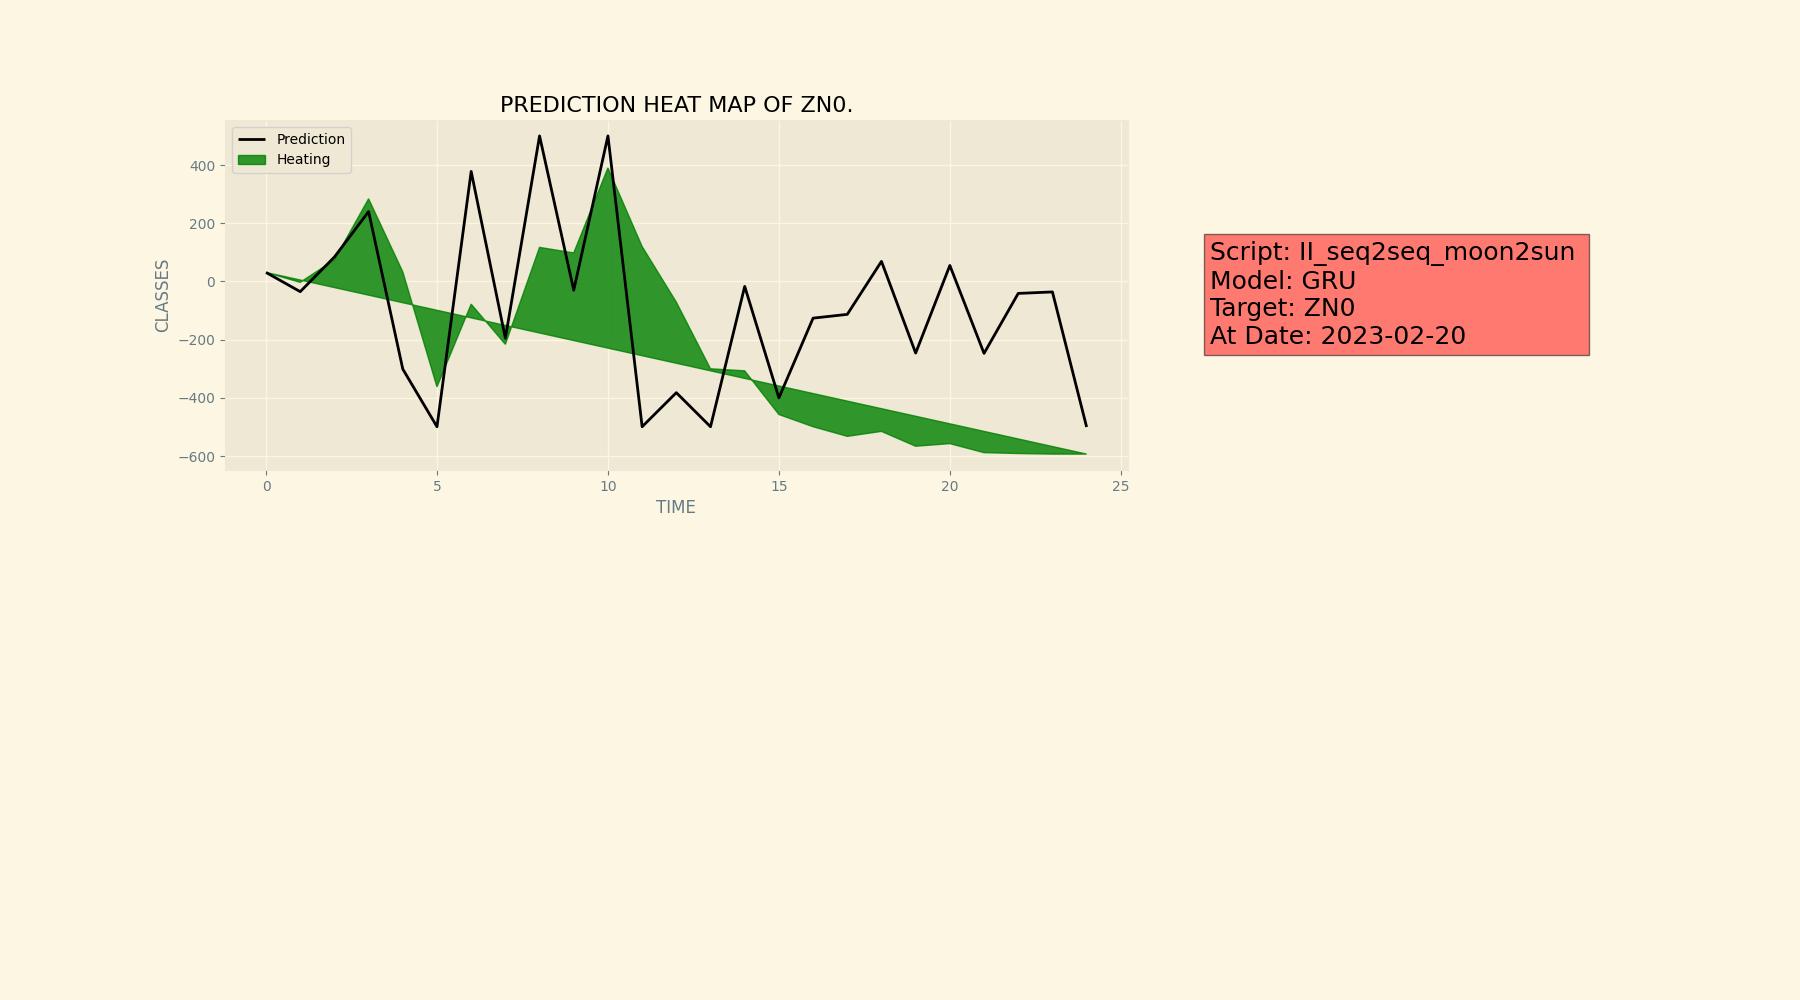 PREDICTION HEAT MAP OF ZN0.
Prediction
Heating
400
200
0
−200
−400
−600
CLASSES
0 5 10 15 20 25
TIME
Script: II_seq2seq_moon2sun
Model: GRU
Target: ZN0
At Date: 2023-02-20